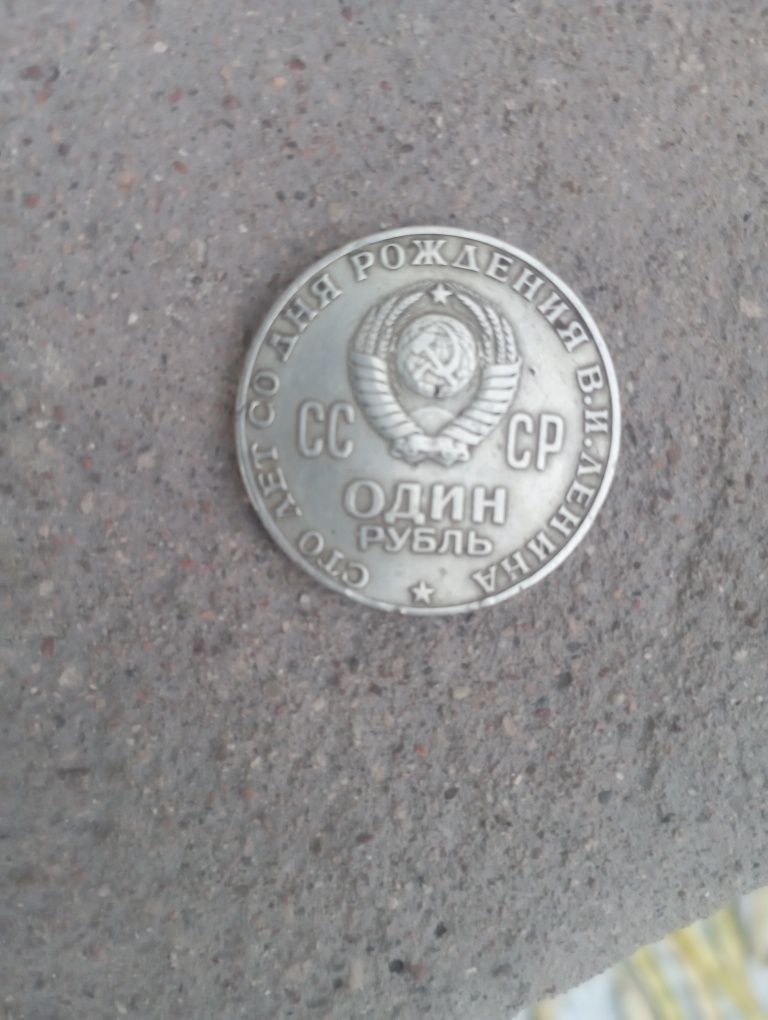 СТО ЛЕТ СО ДНЯ РОЖДЕНИЯ В.И.ЛЕНИНА
СС СР
ОДИН
РУБЛЬ